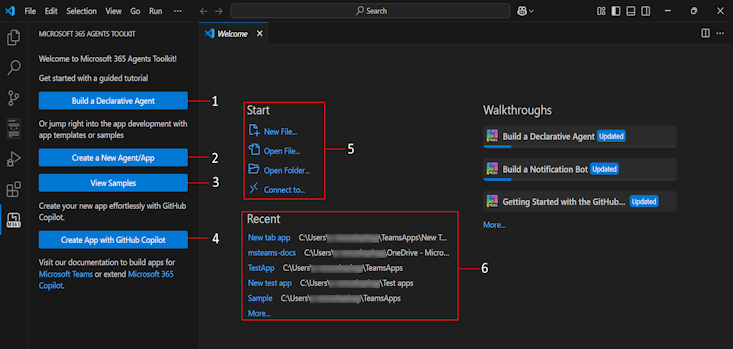 File Edit Selection View Go Run ...
Search
MICROSOFT 365 AGENTS TOOLKIT
Welcome to Microsoft 365 Agents Toolkit!
Get started with a guided tutorial
Build a Declarative Agent
1
Or jump right into the app development with
app templates or samples
Create a New Agent/App
2
View Samples
3
Create your new app effortlessly with GitHub
Copilot.
Create App with GitHub Copilot
4
Visit our documentation to build apps for
Microsoft Teams or extend Microsoft 365
Copilot.
Welcome
Start
New File...
Open File...
Open Folder...
Connect to...
5
Recent
New tab app C:\Users\ \TeamsApps\New T...
msteams-docs C:\Users\ \OneDrive - Micro...
TestApp C:\Users\ \TeamsApps
New test app C:\Users\ \Test apps
Sample C:\Users\ \TeamsApps
More...
6
Walkthroughs
Build a Declarative Agent Updated
Build a Notification Bot Updated
Getting Started with the GitHub... Updated
More...